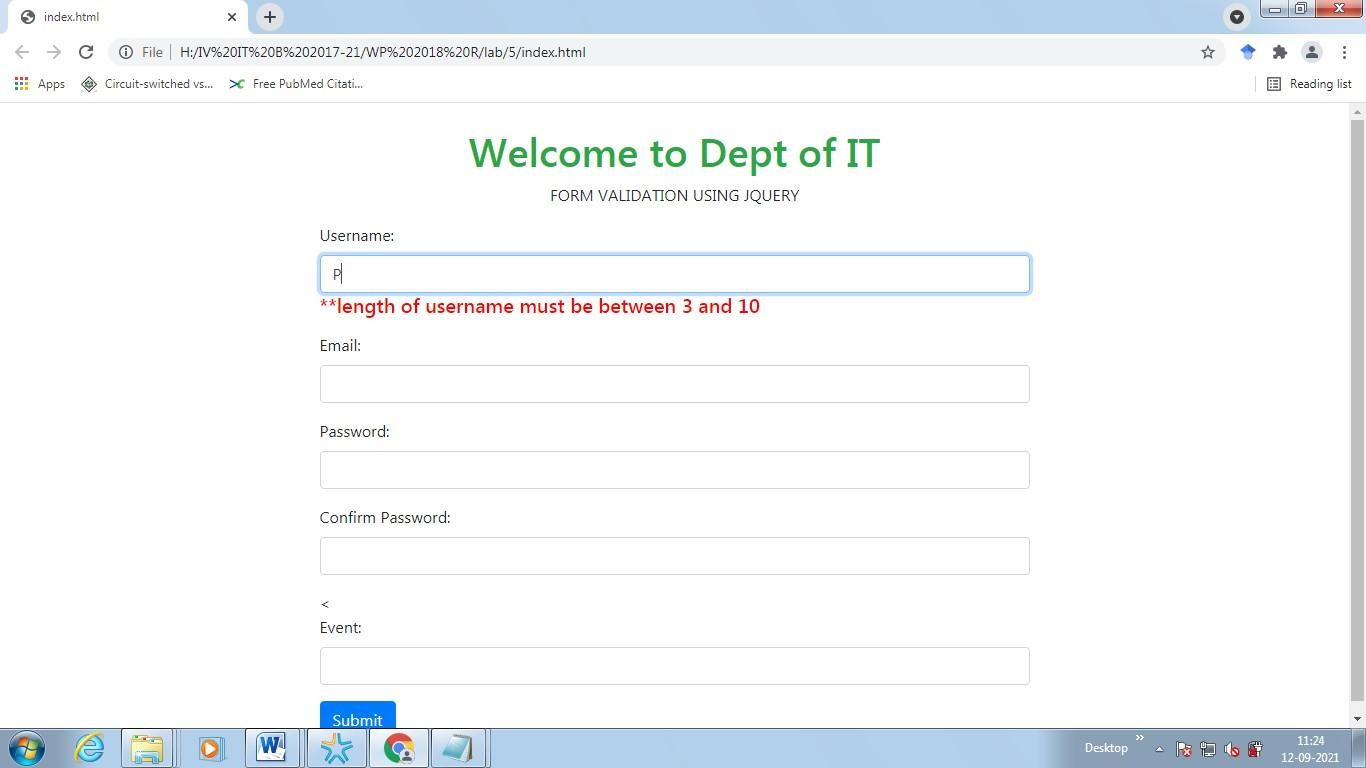 index.html
File H:/IV%20IT%20B%202017-21/WP%202018%20R/lab/5/index.html
Apps Circuit-switched vs... Free PubMed Citati... Reading list
Welcome to Dept of IT
FORM VALIDATION USING JQUERY
Username:
P
**length of username must be between 3 and 10
Email:
Password:
Confirm Password:
<
Event:
Submit
Desktop » 11:24
12-09-2021